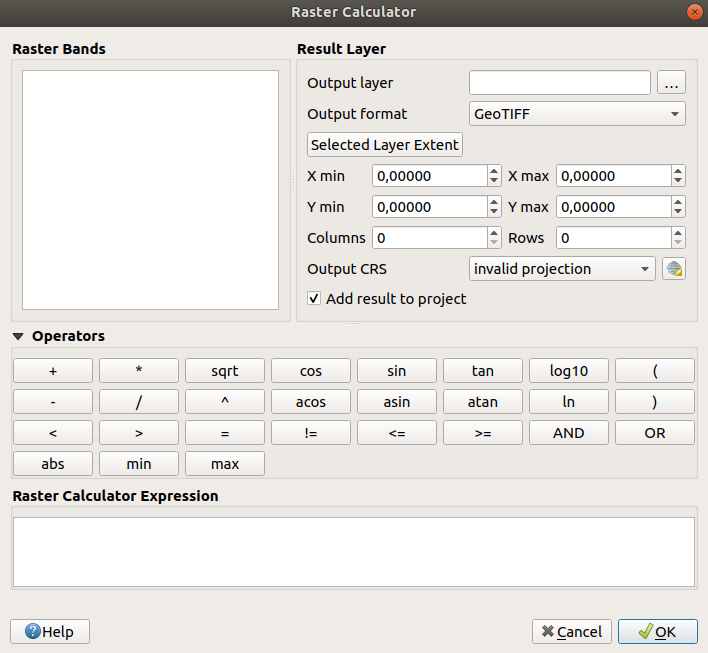 Raster Calculator
Raster Bands
Result Layer
Output layer
...
Output format GeoTIFF
Selected Layer Extent
X min 0,00000 X max 0,00000
Y min 0,00000 Y max 0,00000
Columns 0 Rows 0
Output CRS invalid projection
Add result to project
Operators
+ * sqrt cos sin tan log10 (
- / ^ acos asin atan ln )
< > = != <= >= AND OR
abs min max
Raster Calculator Expression
Help Cancel OK